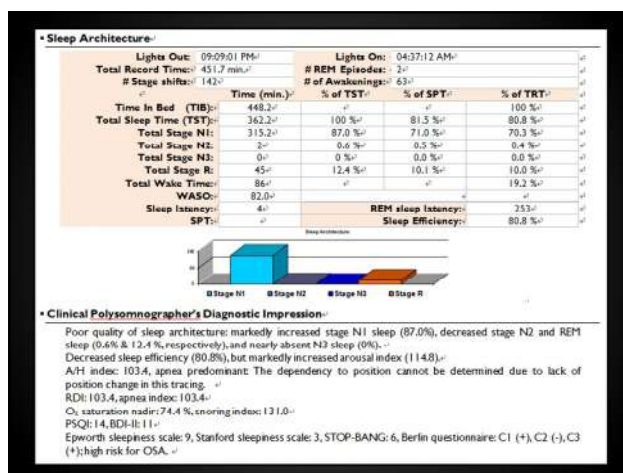 ▪ Sleep Architecture
Lights Out: 09:09:01 PM Lights On: 04:37:12 AM
Total Record Time: 451.7 min. # REM Episodes: 2
# Stage shifts: 142 # of Awakenings: 63
Time (min.) % of TST % of SPT % of TRT
Time In Bed (TIB): 448.2 100 %
Total Sleep Time (TST): 362.2 100 % 81.5 % 80.8 %
Total Stage N1: 315.2 87.0 % 71.0 % 70.3 %
Total Stage N2: 2 0.6 % 0.5 % 0.4 %
Total Stage N3: 0 0 % 0.0 % 0.0 %
Total Stage R: 45 12.4 % 10.1 % 10.0 %
Total Wake Time: 86 19.2 %
WASO: 82.0
Sleep latency: 4 REM sleep latency: 253
SPT: Sleep Efficiency: 80.8 %
Sleep Architecture
Stage N1 Stage N2 Stage N3 Stage R
▪ Clinical Polysomnographer's Diagnostic Impression
Poor quality of sleep architecture: markedly increased stage N1 sleep (87.0%), decreased stage N2 and REM
sleep (0.6% & 12.4 %, respectively), and nearly absent N3 sleep (0%).
Decreased sleep efficiency (80.8%), but markedly increased arousal index (114.8).
A/H index: 103.4, apnea predominant. The dependency to position cannot be determined due to lack of
position change in this tracing.
RDI: 103.4, apnea index: 103.4
O₂ saturation nadir: 74.4 %, snoring index: 131.0
PSQI: 14, BDI-II: 11
Epworth sleepiness scale: 9, Stanford sleepiness scale: 3, STOP-BANG: 6, Berlin questionnaire: C1 (+), C2 (-), C3
(+); high risk for OSA.